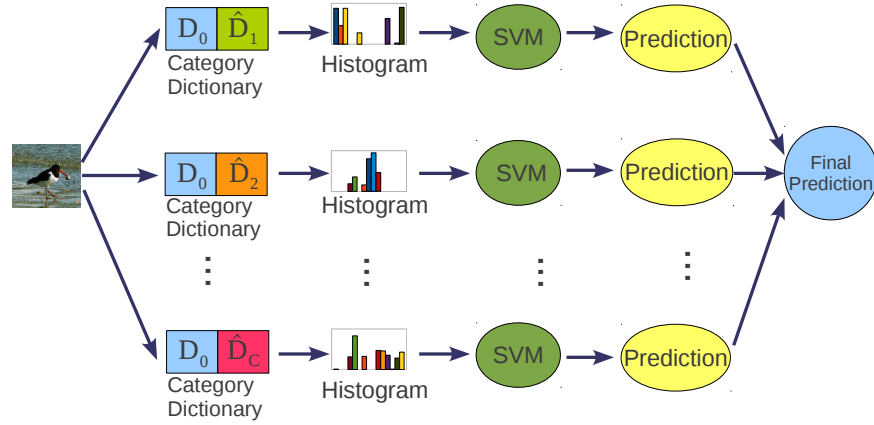 D₀ D̂₁
Category
Dictionary
Histogram
SVM
Prediction
D₀ D̂₂
Category
Dictionary
Histogram
SVM
Prediction
Final
Prediction
... ... ... ...
D₀ D̂_C
Category
Dictionary
Histogram
SVM
Prediction